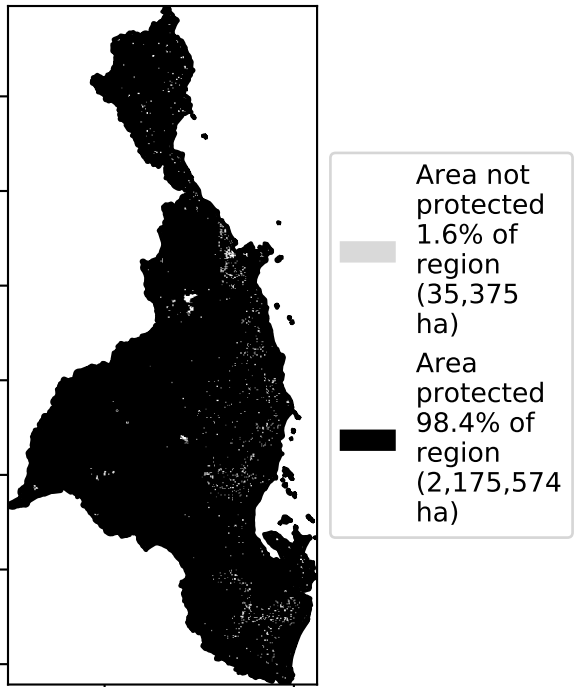 Area not
protected
1.6% of
region
(35,375
ha)
Area
protected
98.4% of
region
(2,175,574
ha)